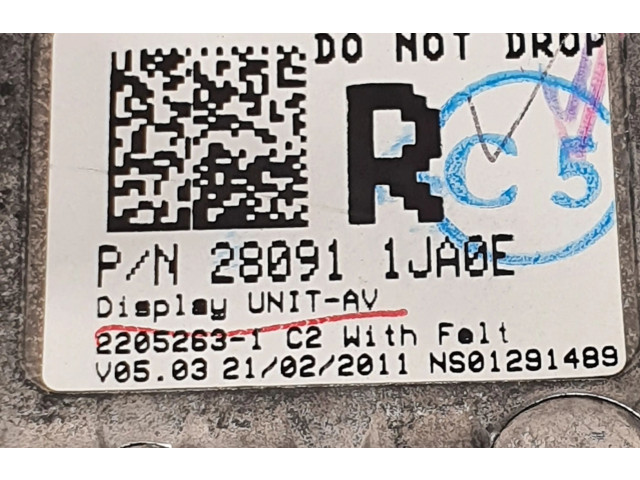 DO NOT DROP
R
C 5
P/N 28091 1JA0E
Display UNIT-AV
2205263-1 C2 With Felt
V05.03 21/02/2011 NS01291489